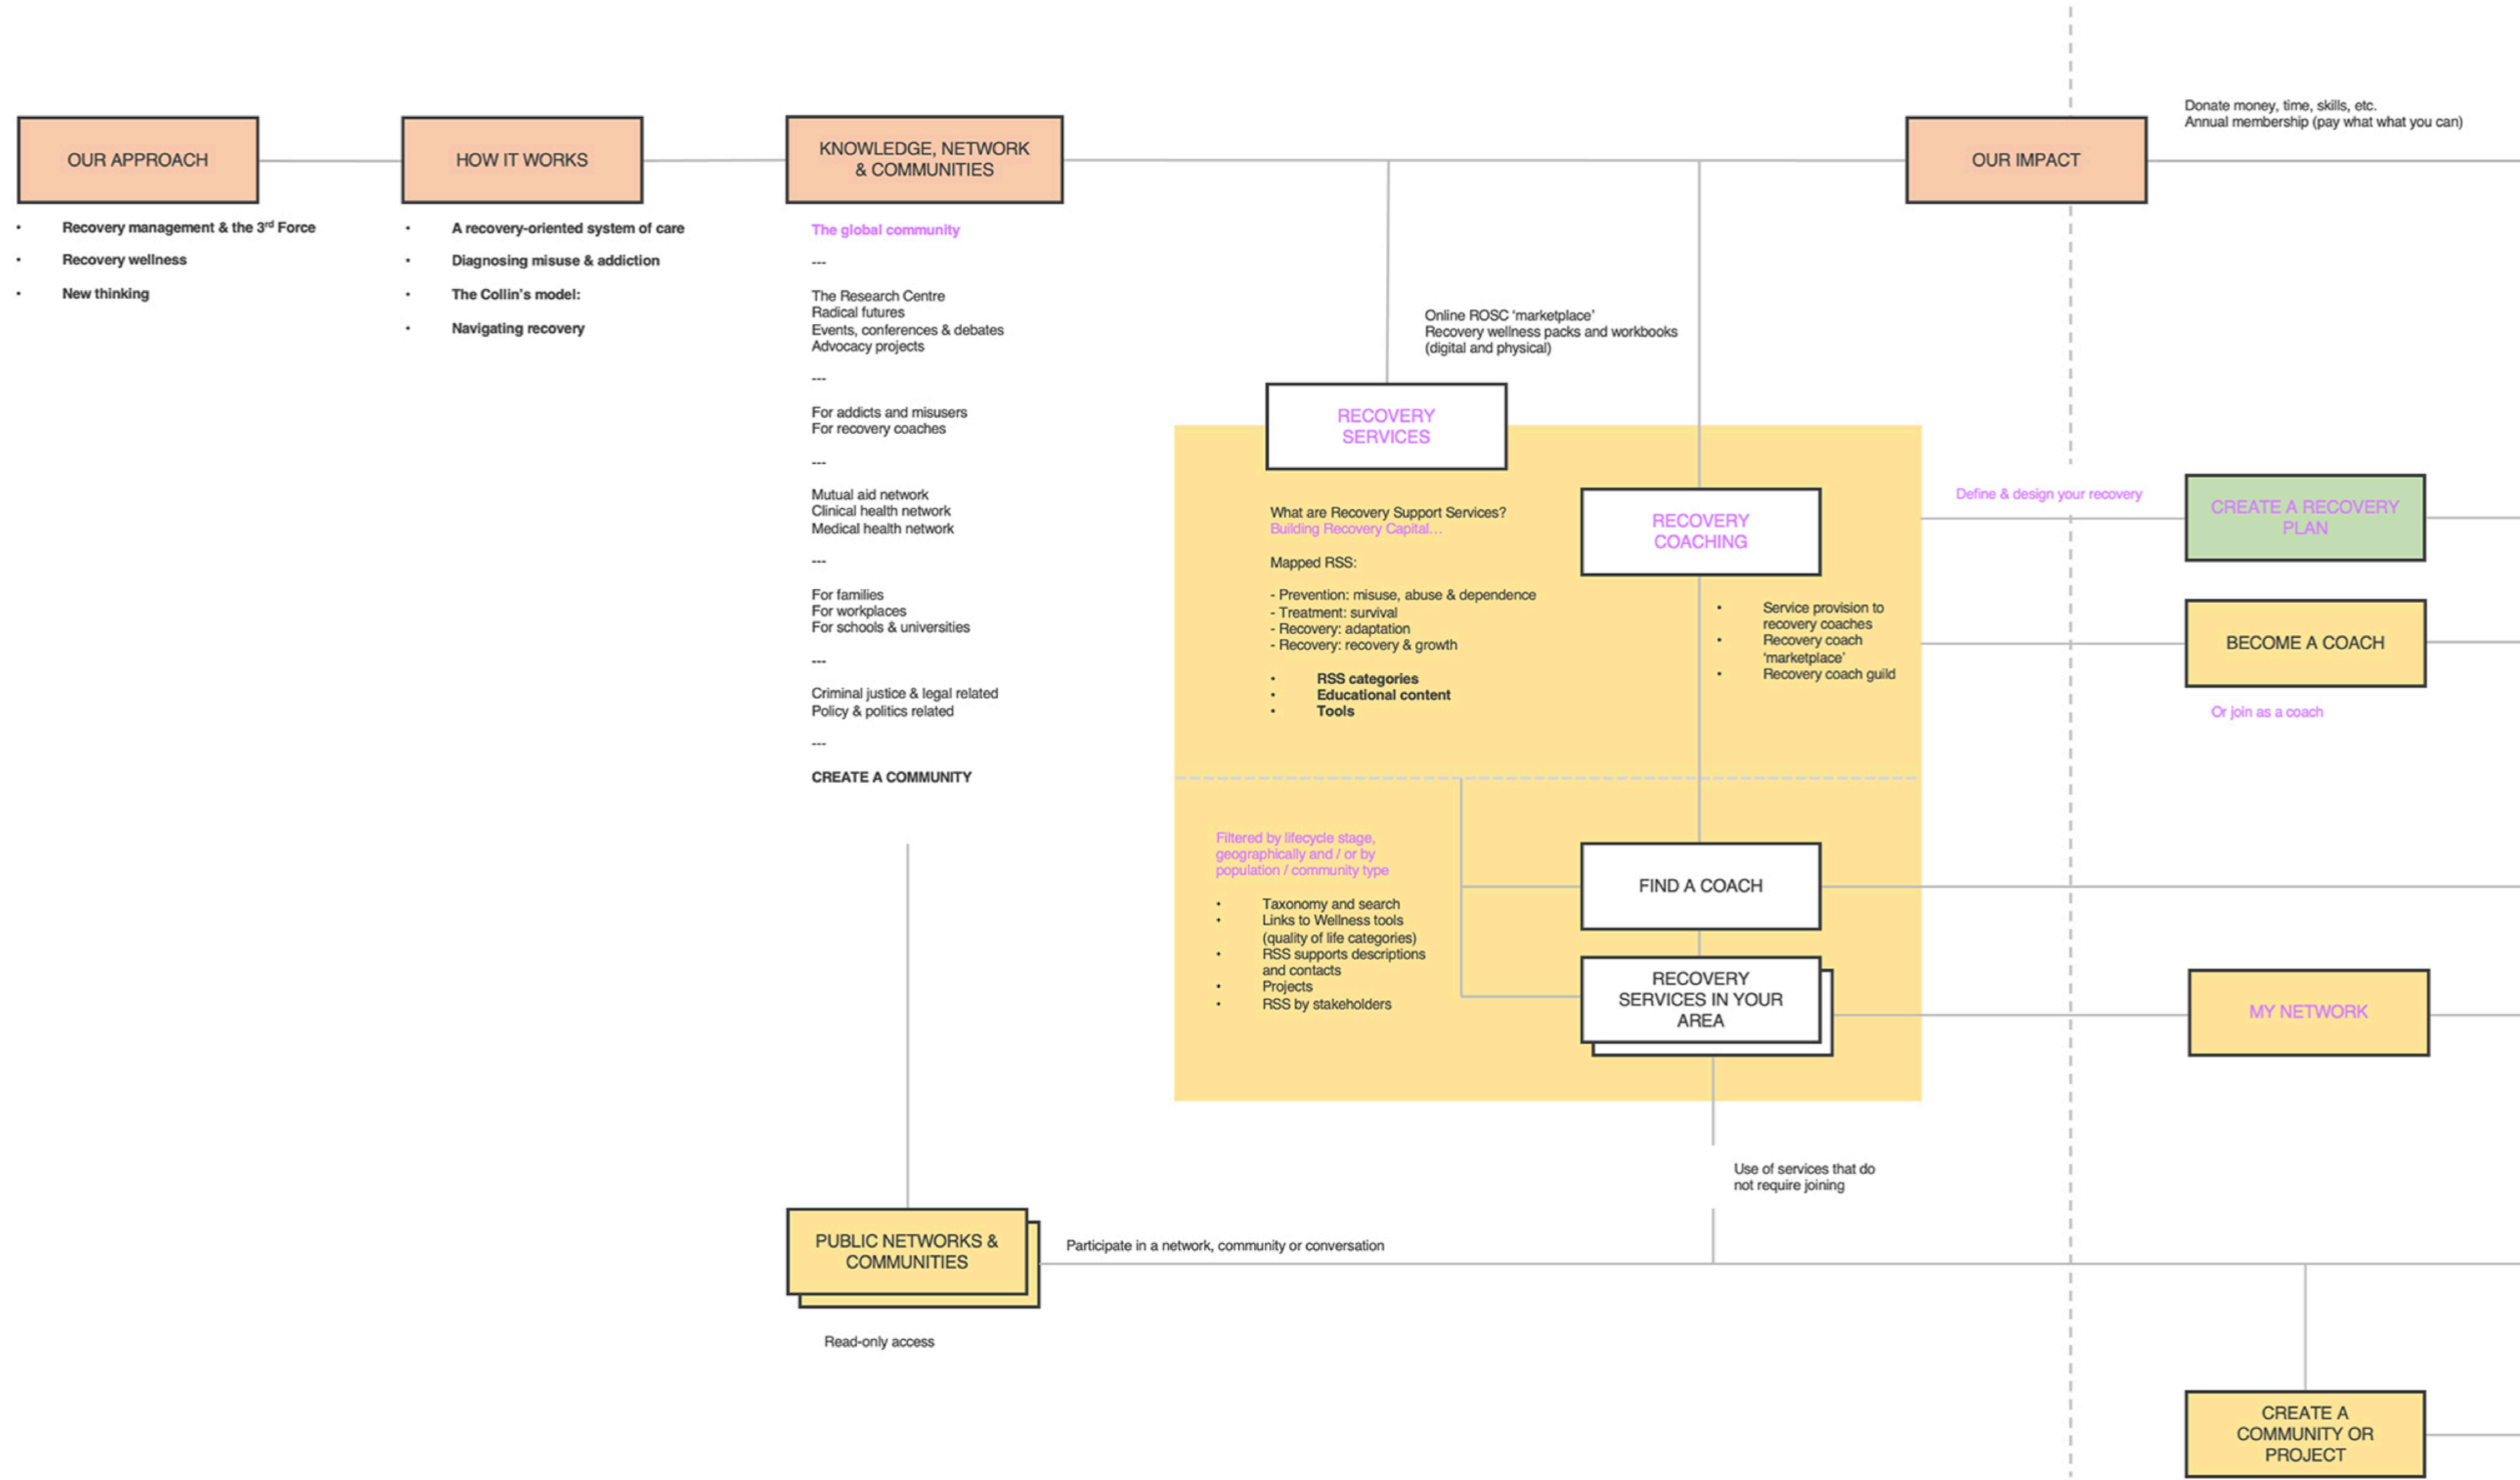 OUR APPROACH
• Recovery management & the 3rd Force
• Recovery wellness
• New thinking
HOW IT WORKS
• A recovery-oriented system of care
• Diagnosing misuse & addiction
• The Collin's model:
• Navigating recovery
KNOWLEDGE, NETWORK
& COMMUNITIES
The global community
---
The Research Centre
Radical futures
Events, conferences & debates
Advocacy projects
---
For addicts and misusers
For recovery coaches
---
Mutual aid network
Clinical health network
Medical health network
---
For families
For workplaces
For schools & universities
---
Criminal justice & legal related
Policy & politics related
---
CREATE A COMMUNITY
PUBLIC NETWORKS &
COMMUNITIES
Read-only access
Participate in a network, community or conversation
Online ROSC ‘marketplace’
Recovery wellness packs and workbooks
(digital and physical)
RECOVERY
SERVICES
What are Recovery Support Services?
Building Recovery Capital…
Mapped RSS:
- Prevention: misuse, abuse & dependence
- Treatment: survival
- Recovery: adaptation
- Recovery: recovery & growth
• RSS categories
• Educational content
• Tools
RECOVERY
COACHING
• Service provision to
recovery coaches
• Recovery coach
‘marketplace’
• Recovery coach guild
Filtered by lifecycle stage,
geographically and / or by
population / community type
• Taxonomy and search
• Links to Wellness tools
(quality of life categories)
• RSS supports descriptions
and contacts
• Projects
• RSS by stakeholders
FIND A COACH
RECOVERY
SERVICES IN YOUR
AREA
Use of services that do
not require joining
OUR IMPACT
Donate money, time, skills, etc.
Annual membership (pay what what you can)
Define & design your recovery
CREATE A RECOVERY
PLAN
BECOME A COACH
Or join as a coach
MY NETWORK
CREATE A
COMMUNITY OR
PROJECT